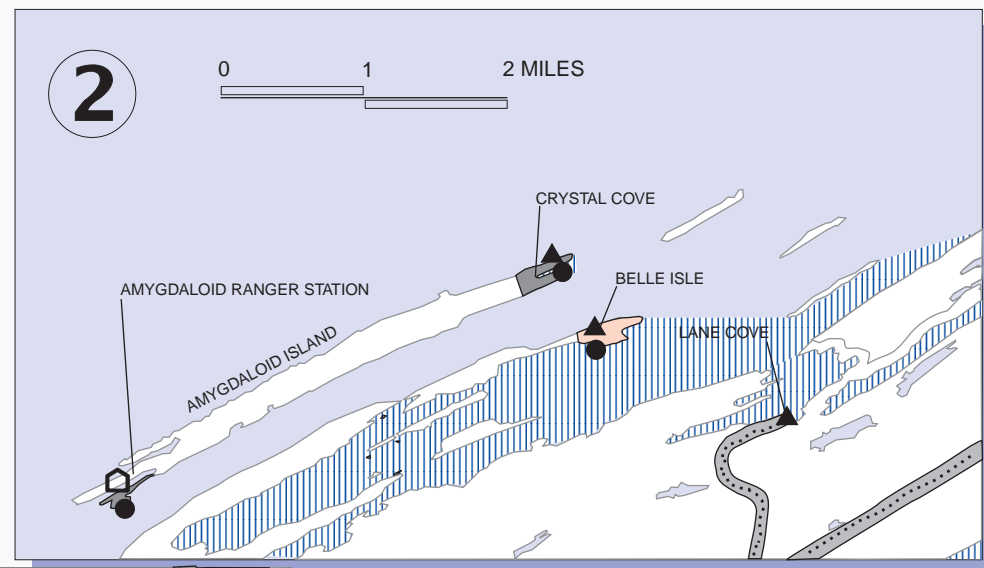 2
0 1 2 MILES
CRYSTAL COVE
BELLE ISLE
AMYGDALOID RANGER STATION
LANE COVE
AMYGDALOID ISLAND